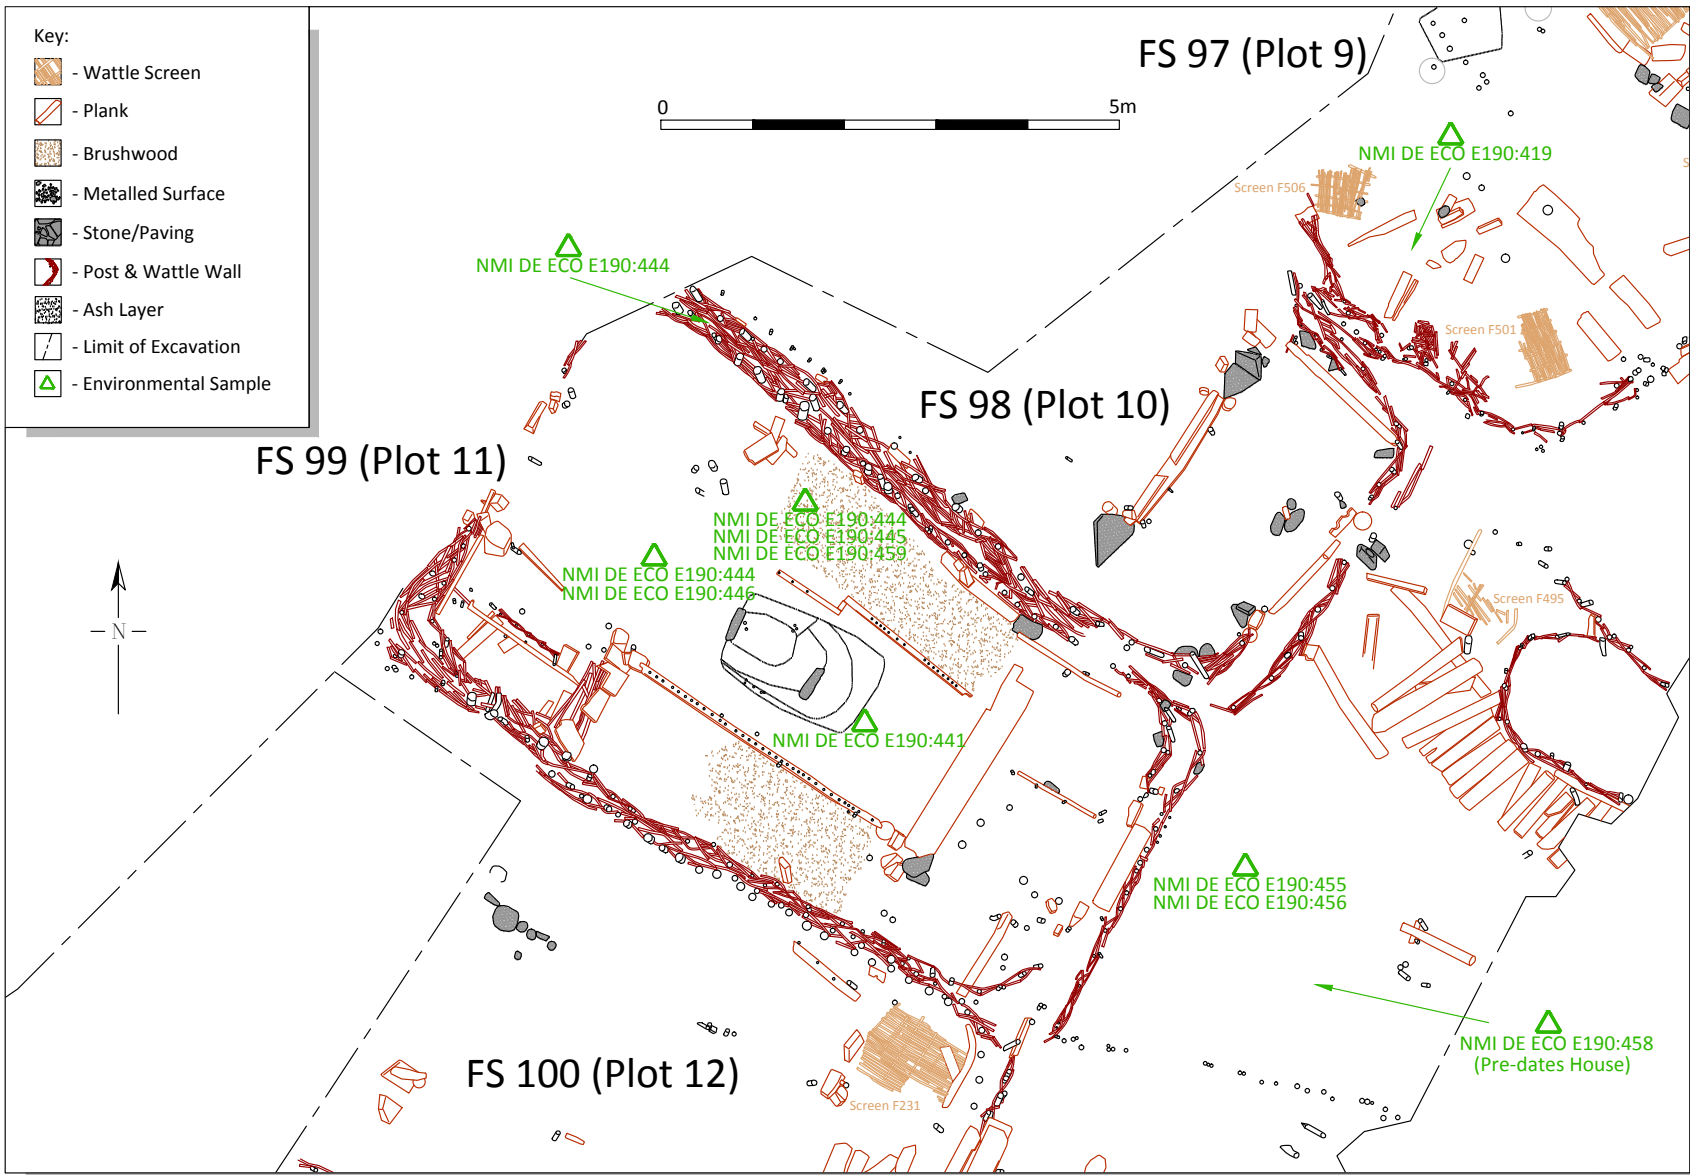 Key:
- Wattle Screen
- Plank
- Brushwood
- Metalled Surface
- Stone/Paving
- Post & Wattle Wall
- Ash Layer
- Limit of Excavation
- Environmental Sample
FS 97 (Plot 9)
0 5m
NMI DE ECO E190:419
Screen F506
S
NMI DE ECO E190:444
Screen F501
FS 98 (Plot 10)
FS 99 (Plot 11)
NMI DE ECO E190:444
NMI DE ECO E190:445
NMI DE ECO E190:459
NMI DE ECO E190:444
NMI DE ECO E190:446
Screen F495
N
NMI DE ECO E190:441
NMI DE ECO E190:455
NMI DE ECO E190:456
NMI DE ECO E190:458
(Pre-dates House)
FS 100 (Plot 12)
Screen F231